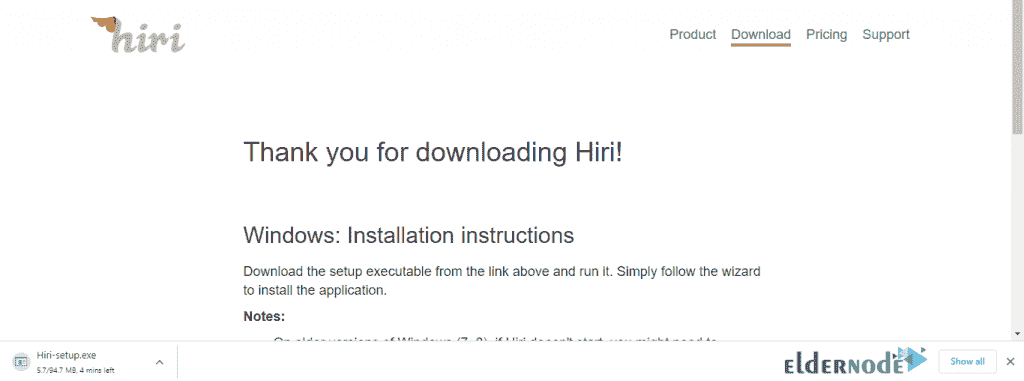 hiri
Product Download Pricing Support
Thank you for downloading Hiri!
Windows: Installation instructions
Download the setup executable from the link above and run it. Simply follow the wizard
to install the application.
Notes:
On older versions of Windows (7, 8), if Hiri doesn't start, you might need to
Hiri-setup.exe
5.7/94.7 MB, 4 mins left
ELDERNODE
Show all